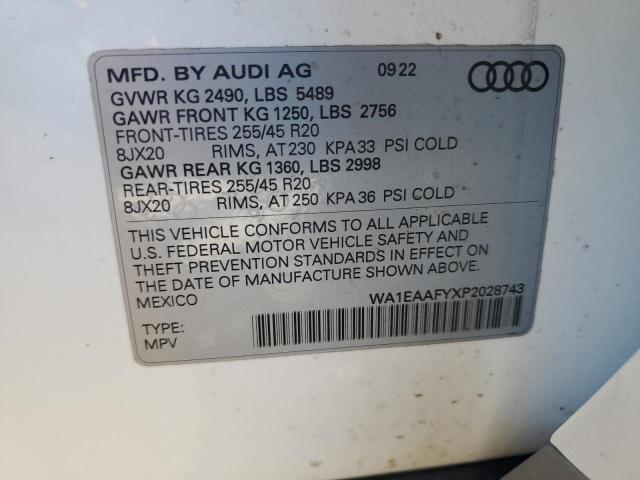 MFD. BY AUDI AG 09.22
GVWR KG 2490, LBS 5489
GAWR FRONT KG 1250, LBS 2756
FRONT-TIRES 255/45 R20
8JX20 RIMS, AT 230 KPA 33 PSI COLD
GAWR REAR KG 1360, LBS 2998
REAR-TIRES 255/45 R20
8JX20 RIMS, AT 250 KPA 36 PSI COLD
THIS VEHICLE CONFORMS TO ALL APPLICABLE
U.S. FEDERAL MOTOR VEHICLE SAFETY AND
THEFT PREVENTION STANDARDS IN EFFECT ON
THE DATE OF MANUFACTURE SHOWN ABOVE.
MEXICO WA1EAAFYXP2028743
TYPE:
MPV